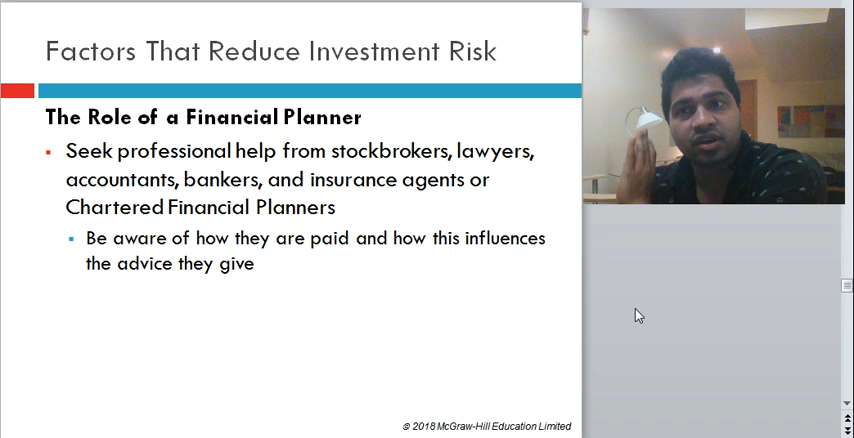 Factors That Reduce Investment Risk
The Role of a Financial Planner
Seek professional help from stockbrokers, lawyers,
accountants, bankers, and insurance agents or
Chartered Financial Planners
Be aware of how they are paid and how this influences
the advice they give
© 2018 McGraw-Hill Education Limited